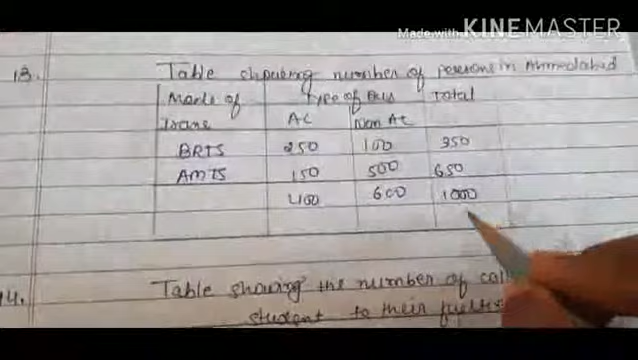 Made with KINEMASTER
13. Table showing number of persons in Ahmedabad
Mode of Type of Bus Total
trans AC Non AC
BRTS 250 100 350
AMTS 150 500 650
400 600 1000
14. Table showing the number of
student to their